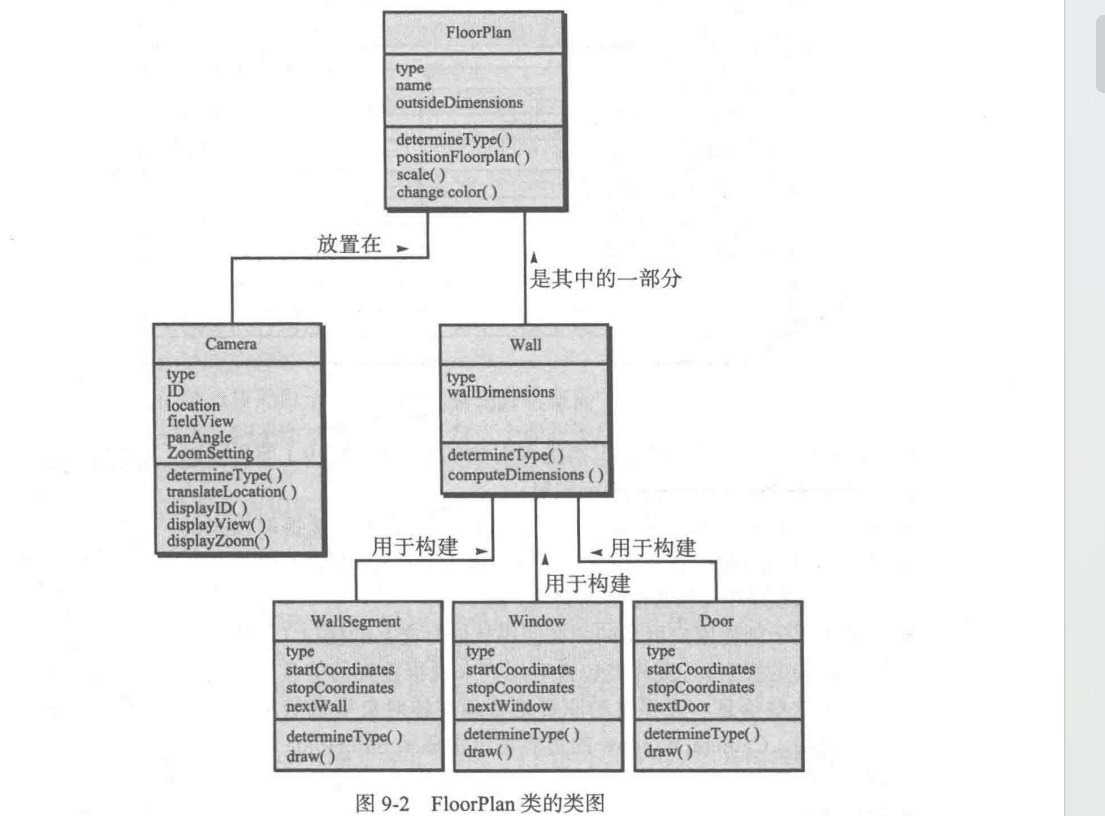 FloorPlan
type
name
outsideDimensions
determineType( )
positionFloorplan( )
scale( )
change color( )
放置在
是其中的一部分
Camera
type
ID
location
fieldView
panAngle
ZoomSetting
determineType( )
translateLocation( )
displayID( )
displayView( )
displayZoom( )
Wall
type
wallDimensions
determineType( )
computeDimensions ( )
用于构建
用于构建
用于构建
WallSegment
type
startCoordinates
stopCoordinates
nextWall
determineType( )
draw( )
Window
type
startCoordinates
stopCoordinates
nextWindow
determineType( )
draw( )
Door
type
startCoordinates
stopCoordinates
nextDoor
determineType( )
draw( )
图 9-2 FloorPlan 类的类图